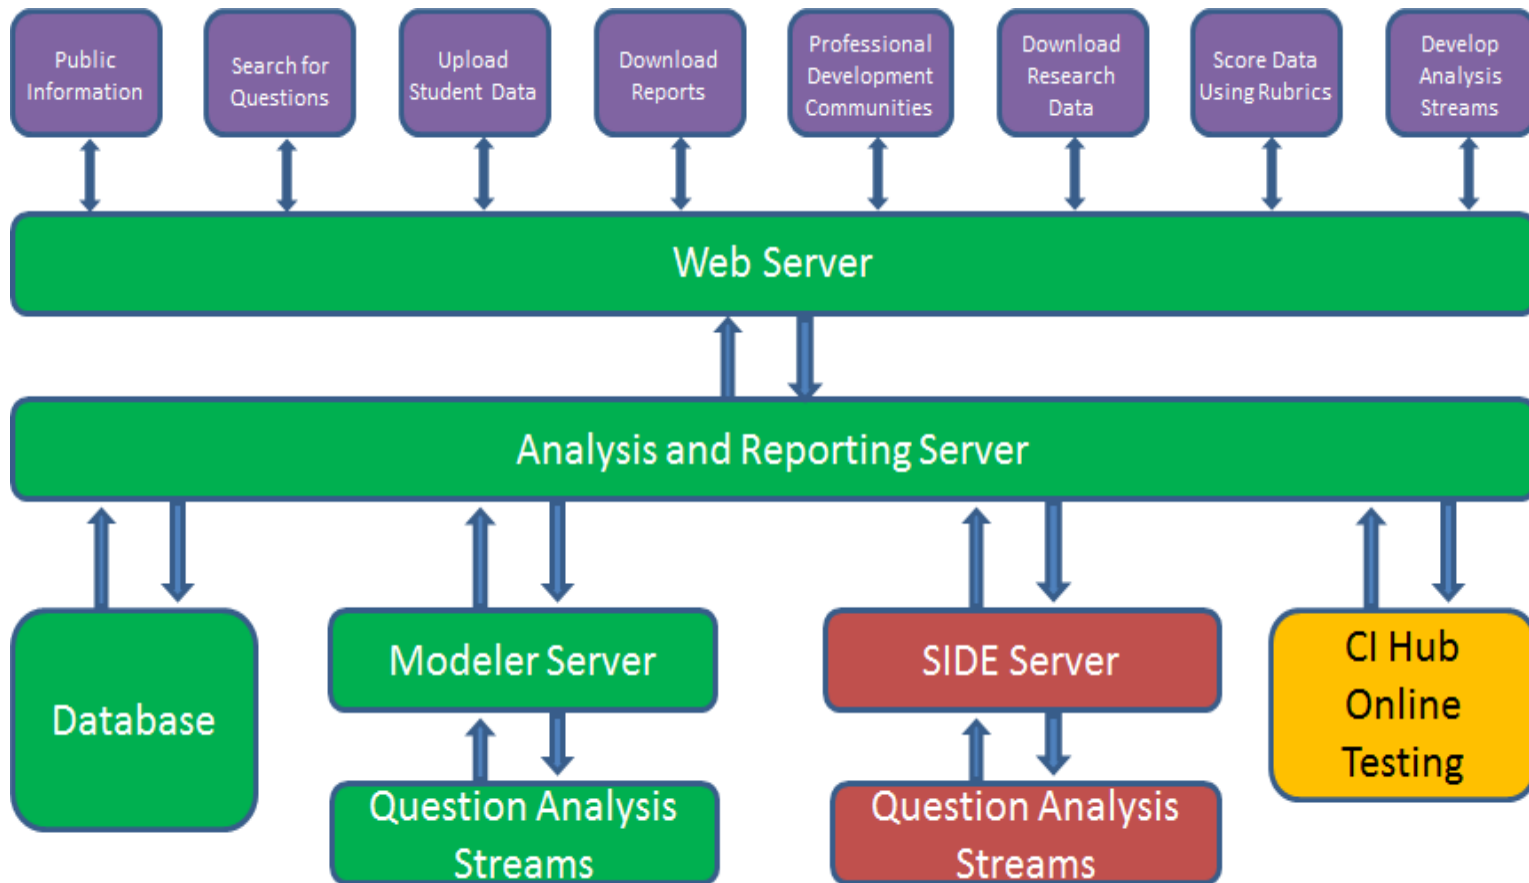 Public
Information
Search for
Questions
Upload
Student Data
Download
Reports
Professional
Development
Communities
Download
Research
Data
Score Data
Using Rubrics
Develop
Analysis
Streams
Web Server
Analysis and Reporting Server
Database
Modeler Server
Question Analysis
Streams
SIDE Server
Question Analysis
Streams
CI Hub
Online
Testing